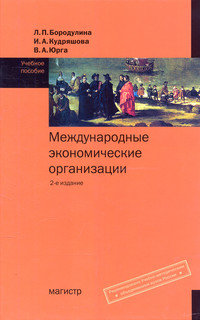 Л. П. Бородулина
И. А. Кудряшова
В. А. Юрга
Учебное
пособие
Международные
экономические
организации
2-е издание
магистр